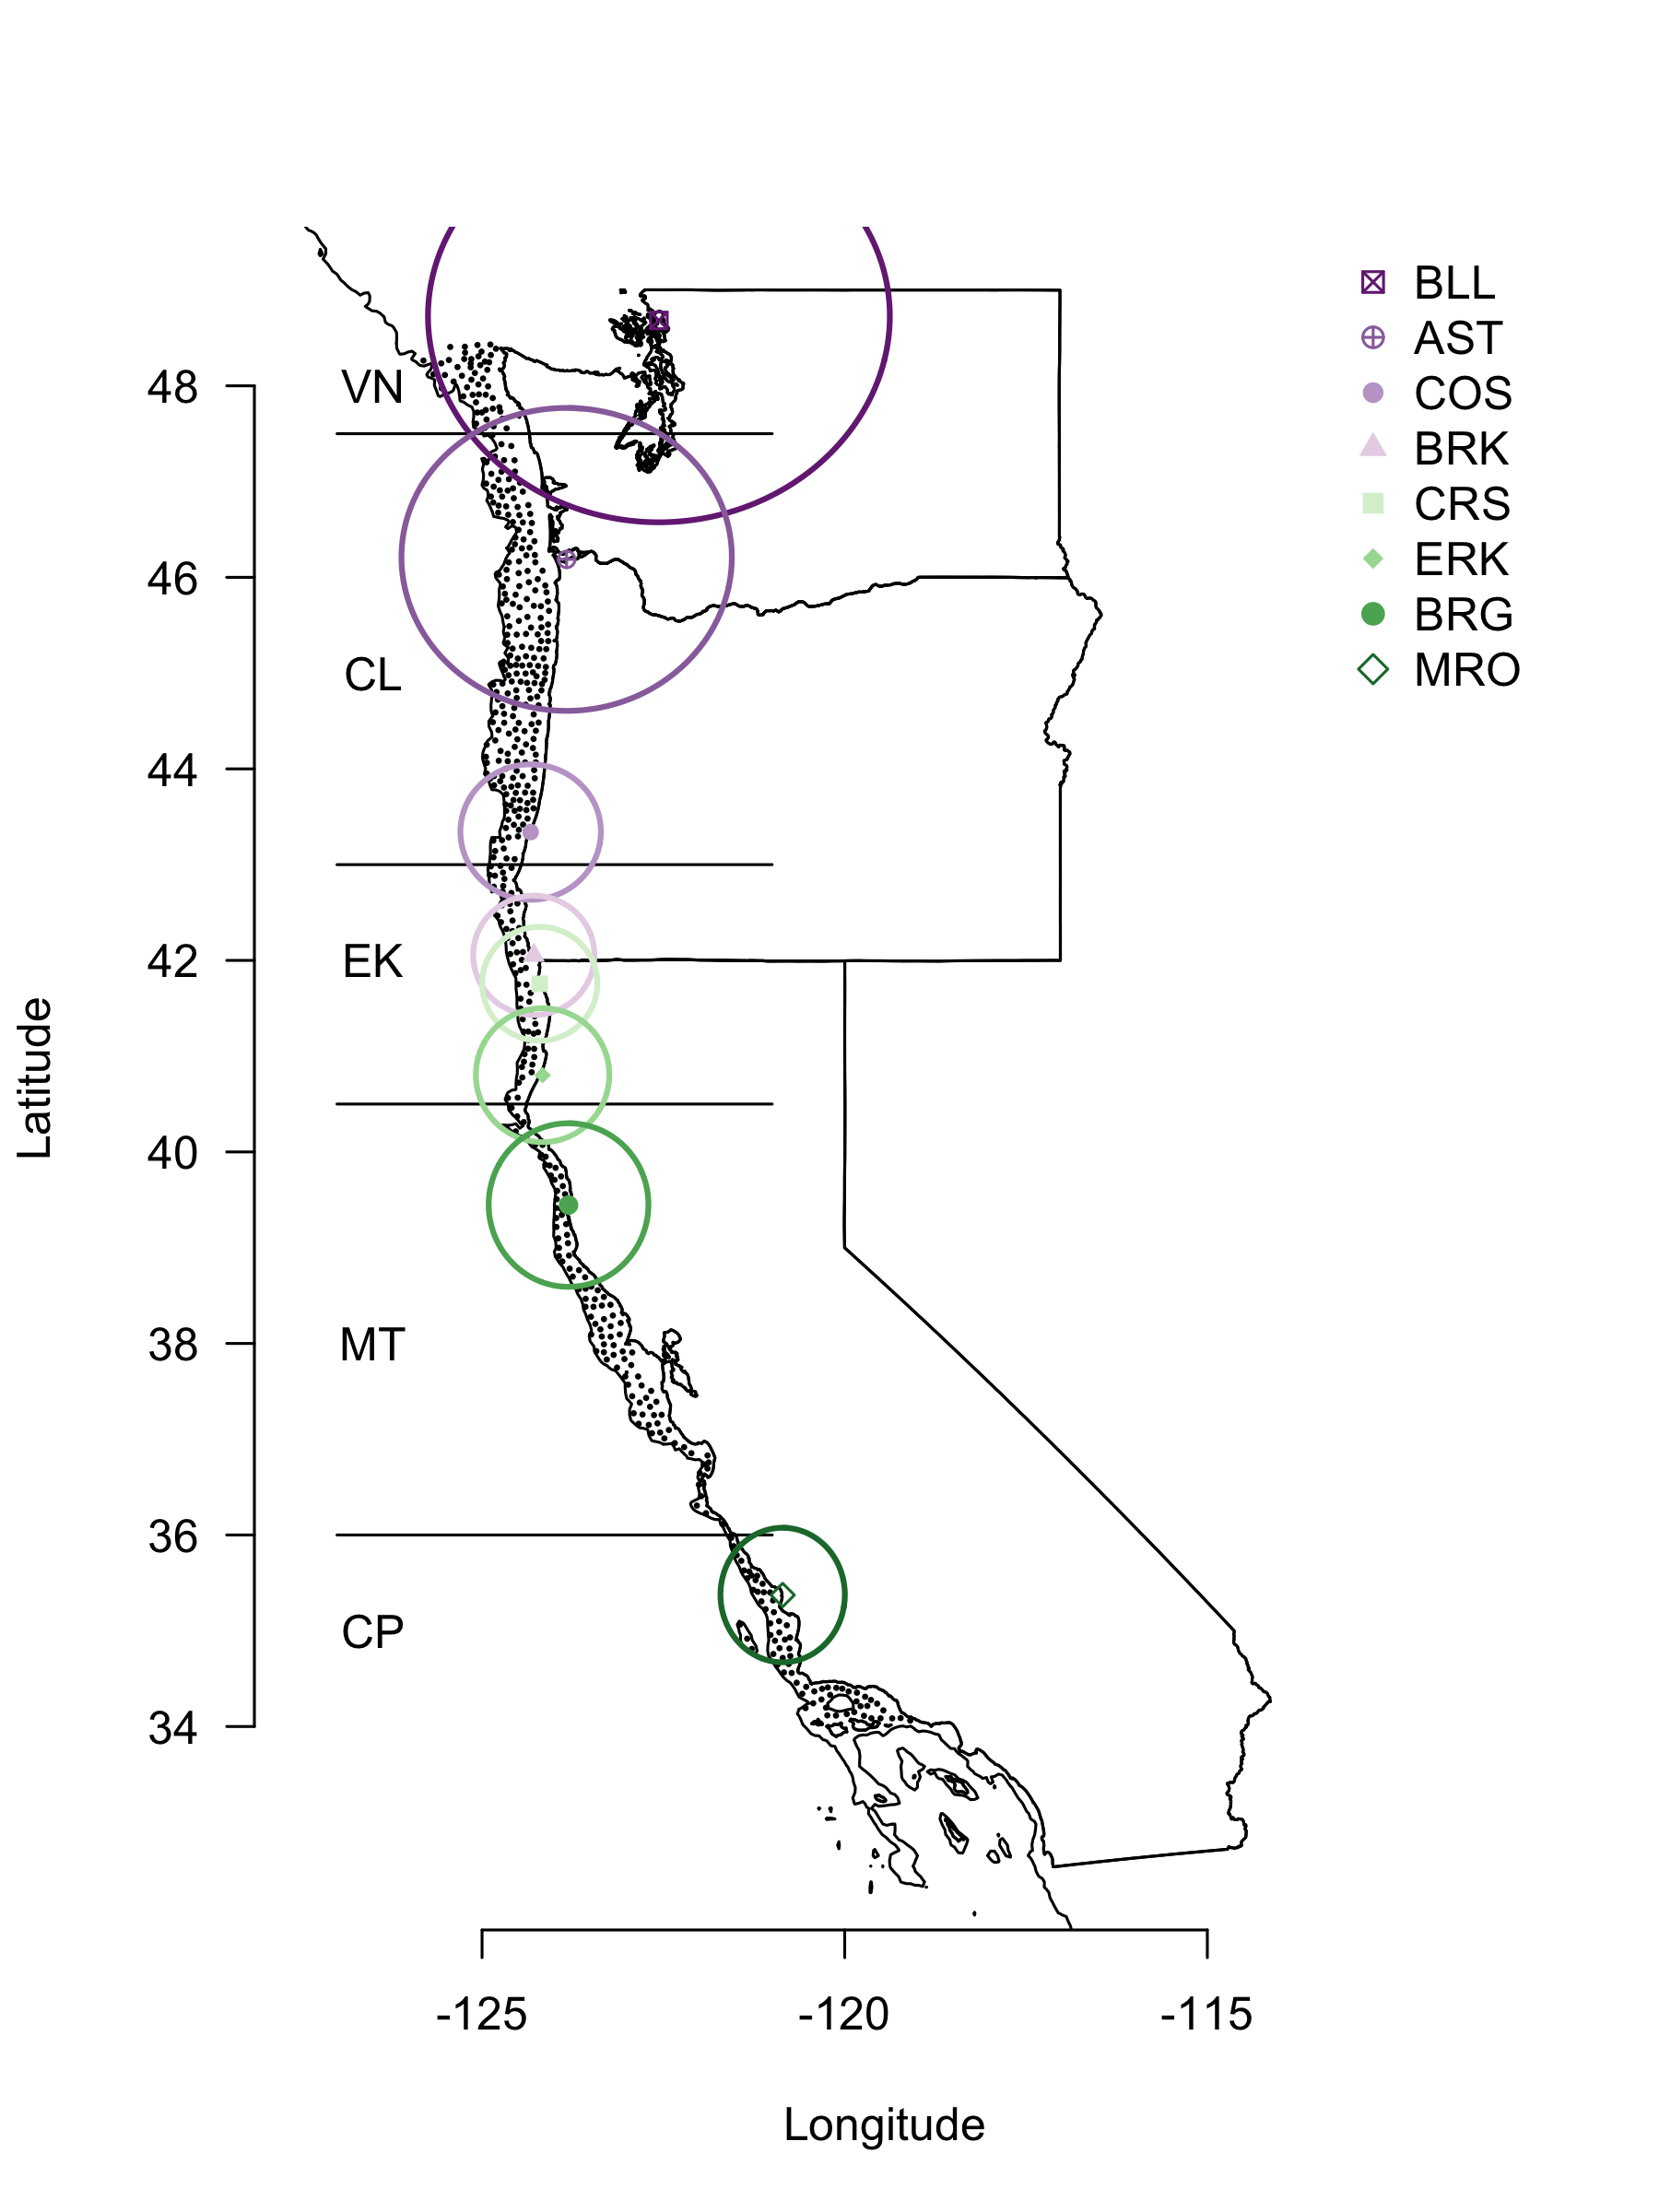 BLL
AST
COS
BRK
CRS
ERK
BRG
MRO
VN
CL
EK
MT
CP
48
46
44
42
40
38
36
34
Latitude
-125 -120 -115
Longitude